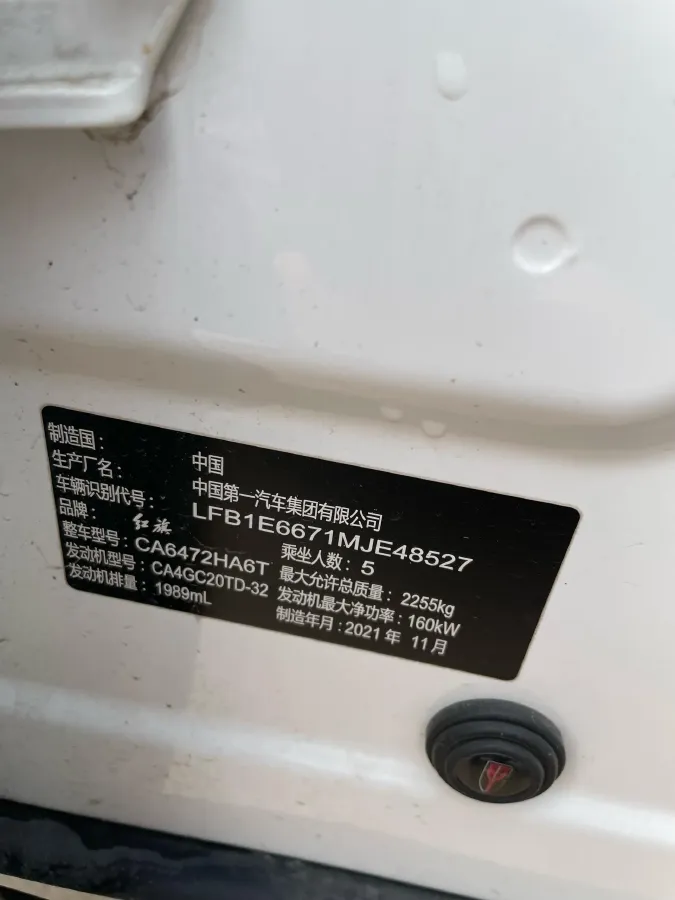 制造国：中国
生产厂名：中国第一汽车集团有限公司
车辆识别代号：LFB1E6671MJE48527
品牌：红旗 乘坐人数：5
整车型号：CA6472HA6T 最大允许总质量：2255kg
发动机型号：CA4GC20TD-32 发动机最大净功率：160kW
发动机排量：1989mL 制造年月：2021年 11月